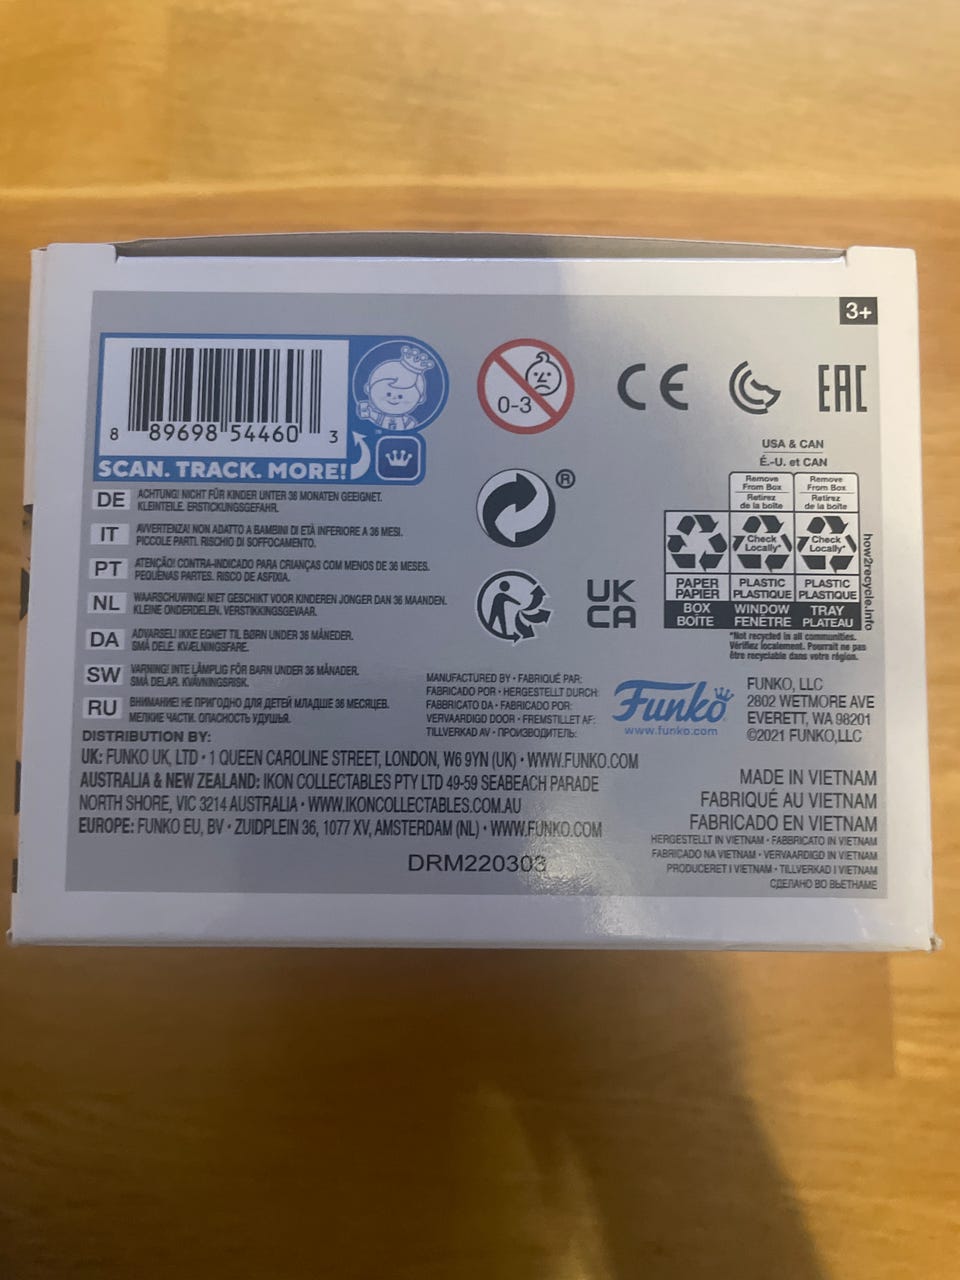 3+
8 89698 54460 3
SCAN. TRACK. MORE!
0-3
CE
EAC
®
UK
CA
USA & CAN
É.-U. et CAN
Remove From Box
Retirez de la boîte
Remove From Box
Retirez de la boîte
Check Locally*
Check Locally*
PAPER
PAPIER
BOX
BOÎTE
PLASTIC
PLASTIQUE
WINDOW
FENÊTRE
PLASTIC
PLASTIQUE
TRAY
PLATEAU
how2recycle.info
*Not recycled in all communities.
Vérifiez localement. Pourrait ne pas
être recyclable dans votre région.
DE ACHTUNG! NICHT FÜR KINDER UNTER 36 MONATEN GEEIGNET.
KLEINTEILE. ERSTICKUNGSGEFAHR.
IT AVVERTENZA! NON ADATTO A BAMBINI DI ETÀ INFERIORE A 36 MESI.
PICCOLE PARTI. RISCHIO DI SOFFOCAMENTO.
PT ATENÇÃO! CONTRA-INDICADO PARA CRIANÇAS COM MENOS DE 36 MESES.
PEQUENAS PARTES. RISCO DE ASFIXIA.
NL WAARSCHUWING! NIET GESCHIKT VOOR KINDEREN JONGER DAN 36 MAANDEN.
KLEINE ONDERDELEN. VERSTIKKINGSGEVAAR.
DA ADVARSEL! IKKE EGNET TIL BØRN UNDER 36 MÅNEDER.
SMÅ DELE. KVÆLNINGSFARE.
SW VARNING! INTE LÄMPLIG FÖR BARN UNDER 36 MÅNADER.
SMÅ DELAR. KVÄVNINGSRISK.
RU ВНИМАНИЕ! НЕ ПРИГОДНО ДЛЯ ДЕТЕЙ МЛАДШЕ 36 МЕСЯЦЕВ.
МЕЛКИЕ ЧАСТИ. ОПАСНОСТЬ УДУШЬЯ.
MANUFACTURED BY • FABRIQUÉ PAR:
FABRICADO POR • HERGESTELLT DURCH:
FABBRICATO DA • FABRICADO POR:
VERVAARDIGD DOOR • FREMSTILLET AF:
TILLVERKAD AV • ПРОИЗВОДИТЕЛЬ:
Funko
www.funko.com
FUNKO, LLC
2802 WETMORE AVE
EVERETT, WA 98201
©2021 FUNKO,LLC
DISTRIBUTION BY:
UK: FUNKO UK, LTD • 1 QUEEN CAROLINE STREET, LONDON, W6 9YN (UK) • WWW.FUNKO.COM
AUSTRALIA & NEW ZEALAND: IKON COLLECTABLES PTY LTD 49-59 SEABEACH PARADE
NORTH SHORE, VIC 3214 AUSTRALIA • WWW.IKONCOLLECTABLES.COM.AU
EUROPE: FUNKO EU, BV • ZUIDPLEIN 36, 1077 XV, AMSTERDAM (NL) • WWW.FUNKO.COM
DRM220303
MADE IN VIETNAM
FABRIQUÉ AU VIETNAM
FABRICADO EN VIETNAM
HERGESTELLT IN VIETNAM • FABBRICATO IN VIETNAM
FABRICADO NA VIETNAM • VERVAARDIGD IN VIETNAM
PRODUCERET I VIETNAM • TILLVERKAD I VIETNAM
СДЕЛАНО ВО ВЬЕТНАМЕ